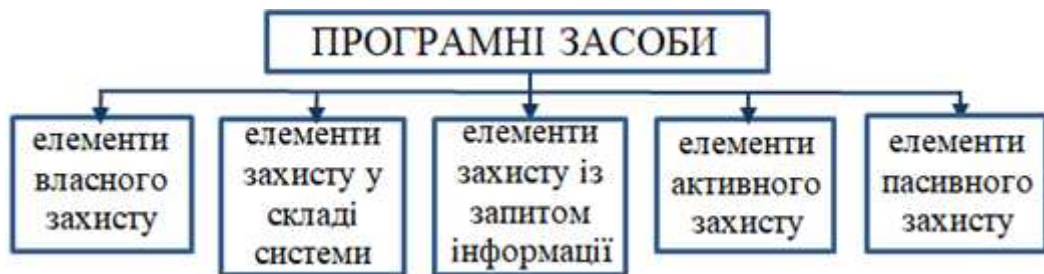 ПРОГРАМНІ ЗАСОБИ
елементи
власного
захисту
елементи
захисту у
складі
системи
елементи
захисту із
запитом
інформації
елементи
активного
захисту
елементи
пасивного
захисту